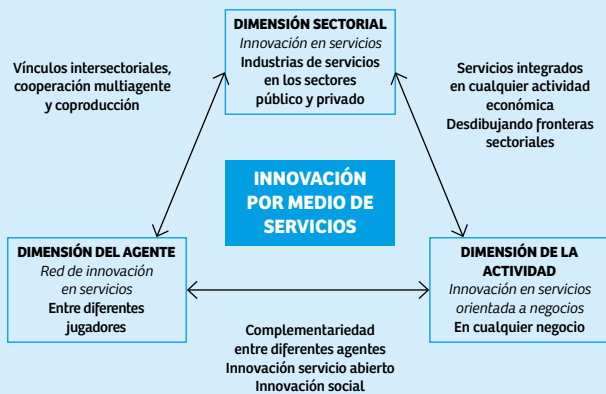 DIMENSIÓN SECTORIAL
Innovación en servicios
Industrias de servicios
en los sectores
público y privado
Vínculos intersectoriales,
cooperación multiagente
y coproducción
Servicios integrados
en cualquier actividad
económica
Desdibujando fronteras
sectoriales
INNOVACIÓN
POR MEDIO DE
SERVICIOS
DIMENSIÓN DEL AGENTE
Red de innovación
en servicios
Entre diferentes
jugadores
DIMENSIÓN DE LA
ACTIVIDAD
Innovación en servicios
orientada a negocios
En cualquier negocio
Complementariedad
entre diferentes agentes
Innovación servicio abierto
Innovación social